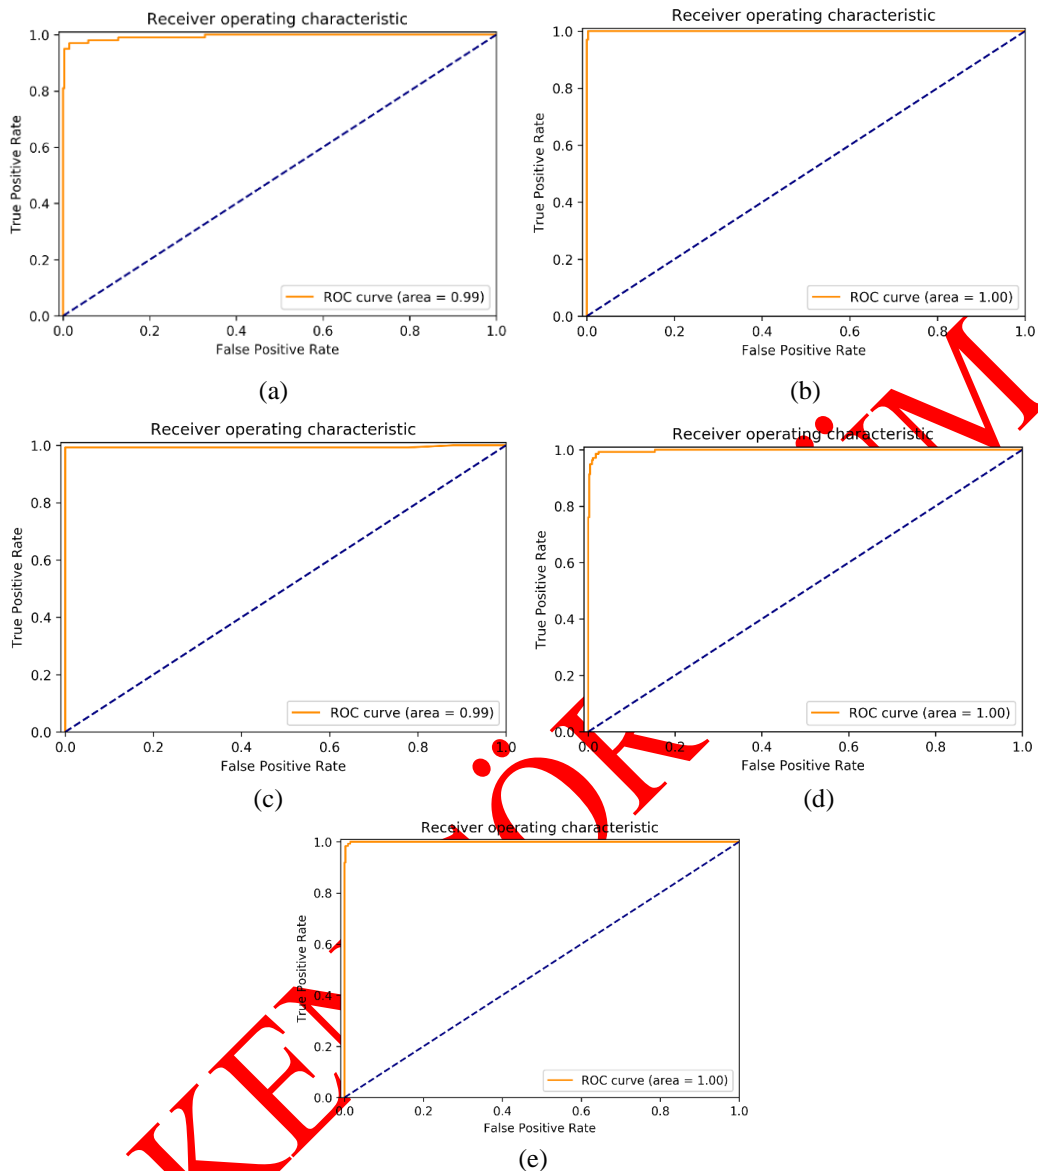 Receiver operating characteristic
1.0
0.8
0.6
0.4
0.2
0.0
True Positive Rate
0.0 0.2 0.4 0.6 0.8 1.0
False Positive Rate
ROC curve (area = 0.99)
(a)
Receiver operating characteristic
1.0
0.8
0.6
0.4
0.2
0.0
True Positive Rate
0.0 0.2 0.4 0.6 0.8 1.0
False Positive Rate
ROC curve (area = 1.00)
(b)
Receiver operating characteristic
1.0
0.8
0.6
0.4
0.2
0.0
True Positive Rate
0.0 0.2 0.4 0.6 0.8 1.0
False Positive Rate
ROC curve (area = 0.99)
(c)
Receiver operating characteristic
1.0
0.8
0.6
0.4
0.2
0.0
True Positive Rate
0.0 0.2 0.4 0.6 0.8 1.0
False Positive Rate
ROC curve (area = 1.00)
(d)
Receiver operating characteristic
1.0
0.8
0.6
0.4
0.2
0.0
True Positive Rate
0.0 0.2 0.4 0.6 0.8 1.0
False Positive Rate
ROC curve (area = 1.00)
(e)